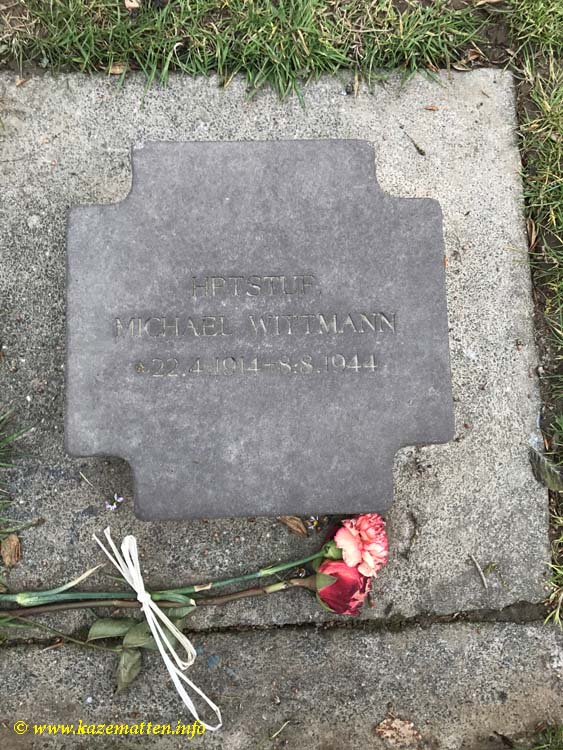 HPTSTUF.
MICHAEL WITTMANN
*22.4.1914-8.8.1944
© www.kazematten.info